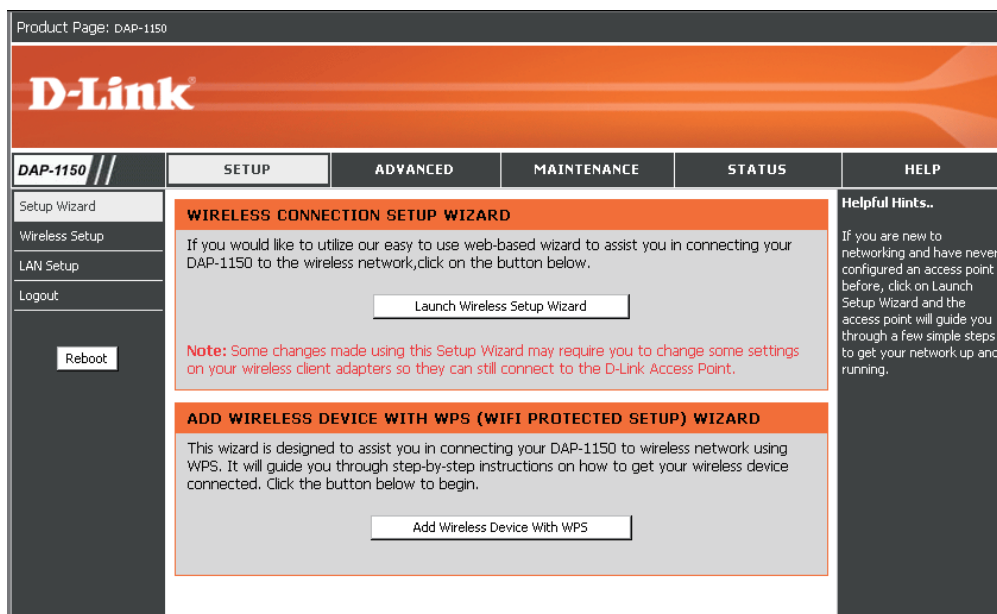 Product Page: DAP-1150
D-Link
DAP-1150
SETUP
ADVANCED
MAINTENANCE
STATUS
HELP
Setup Wizard
Wireless Setup
LAN Setup
Logout
Reboot
WIRELESS CONNECTION SETUP WIZARD
If you would like to utilize our easy to use web-based wizard to assist you in connecting your
DAP-1150 to the wireless network,click on the button below.
Launch Wireless Setup Wizard
Note: Some changes made using this Setup Wizard may require you to change some settings
on your wireless client adapters so they can still connect to the D-Link Access Point.
ADD WIRELESS DEVICE WITH WPS (WIFI PROTECTED SETUP) WIZARD
This wizard is designed to assist you in connecting your DAP-1150 to wireless network using
WPS. It will guide you through step-by-step instructions on how to get your wireless device
connected. Click the button below to begin.
Add Wireless Device With WPS
Helpful Hints..
If you are new to
networking and have never
configured an access point
before, click on Launch
Setup Wizard and the
access point will guide you
through a few simple steps
to get your network up and
running.